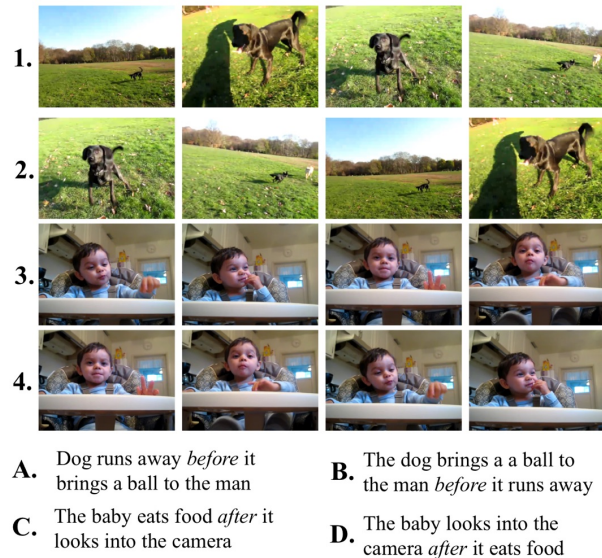 1.
2.
3.
4.
A. Dog runs away before it
brings a ball to the man
B. The dog brings a a ball to
the man before it runs away
C. The baby eats food after it
looks into the camera
D. The baby looks into the
camera after it eats food